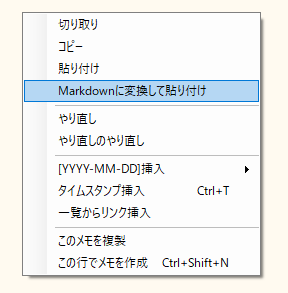 切り取り
コピー
貼り付け
Markdownに変換して貼り付け
やり直し
やり直しのやり直し
[YYYY-MM-DD]挿入
タイムスタンプ挿入 Ctrl+T
一覧からリンク挿入
このメモを複製
この行でメモを作成 Ctrl+Shift+N